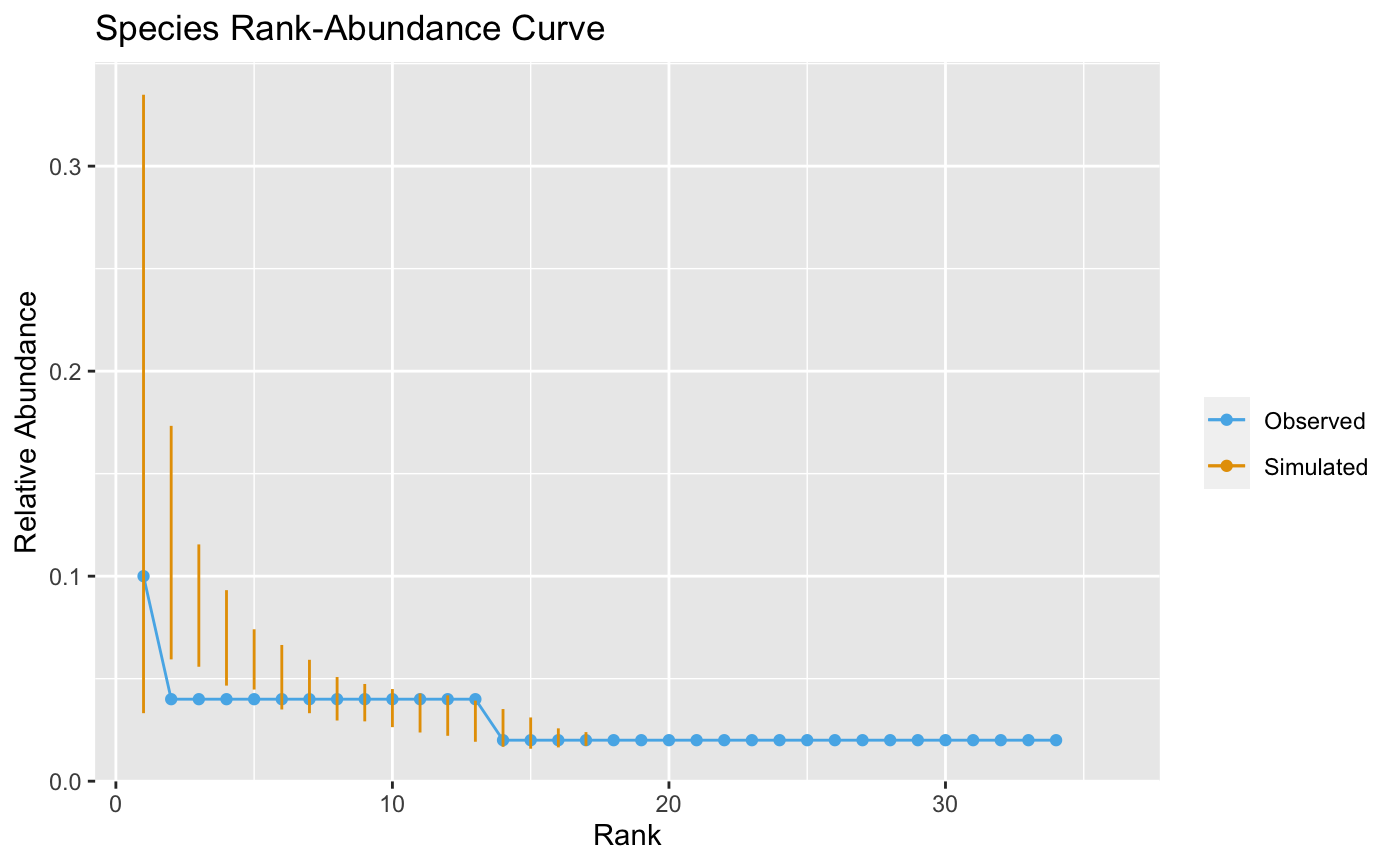 Species Rank-Abundance Curve
Relative Abundance
0.3
0.2
0.1
0.0
0 10 20 30
Rank
Observed
Simulated